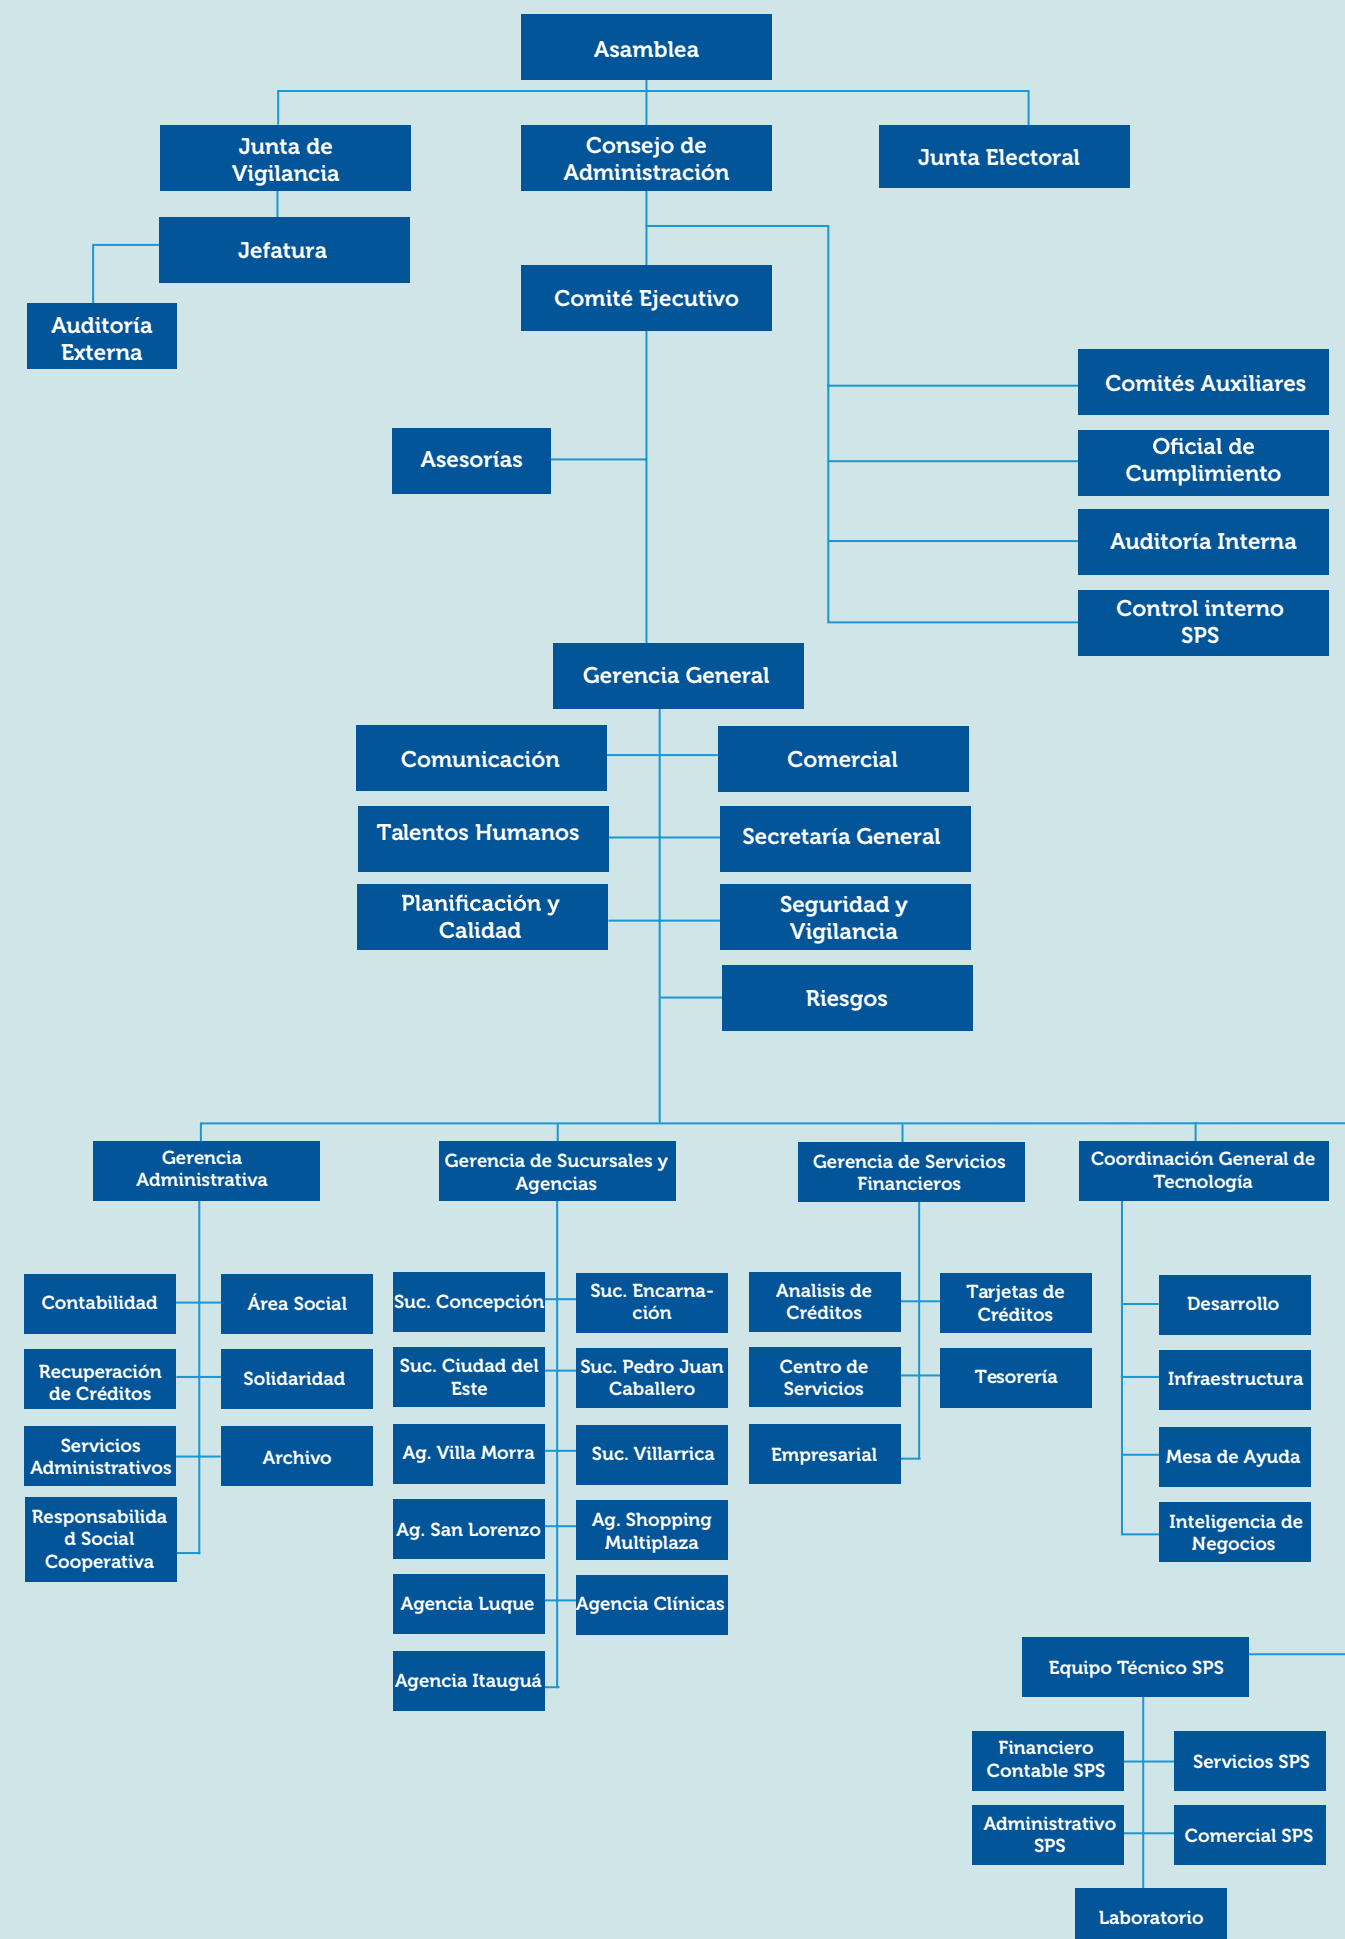 Asamblea
Junta de
Vigilancia
Consejo de
Administración
Junta Electoral
Jefatura
Comité Ejecutivo
Auditoría
Externa
Comités Auxiliares
Asesorías
Oficial de
Cumplimiento
Auditoría Interna
Control interno
SPS
Gerencia General
Comunicación
Comercial
Talentos Humanos
Secretaría General
Planificación y
Calidad
Seguridad y
Vigilancia
Riesgos
Gerencia
Administrativa
Gerencia de Sucursales y
Agencias
Gerencia de Servicios
Financieros
Coordinación General de
Tecnología
Contabilidad
Área Social
Recuperación
de Créditos
Solidaridad
Servicios
Administrativos
Archivo
Responsabilida
d Social
Cooperativa
Suc. Concepción
Suc. Encarna-
ción
Suc. Ciudad del
Este
Suc. Pedro Juan
Caballero
Ag. Villa Morra
Suc. Villarrica
Ag. San Lorenzo
Ag. Shopping
Multiplaza
Agencia Luque
Agencia Clínicas
Agencia Itauguá
Analisis de
Créditos
Tarjetas de
Créditos
Centro de
Servicios
Tesorería
Empresarial
Desarrollo
Infraestructura
Mesa de Ayuda
Inteligencia de
Negocios
Equipo Técnico SPS
Financiero
Contable SPS
Servicios SPS
Administrativo
SPS
Comercial SPS
Laboratorio